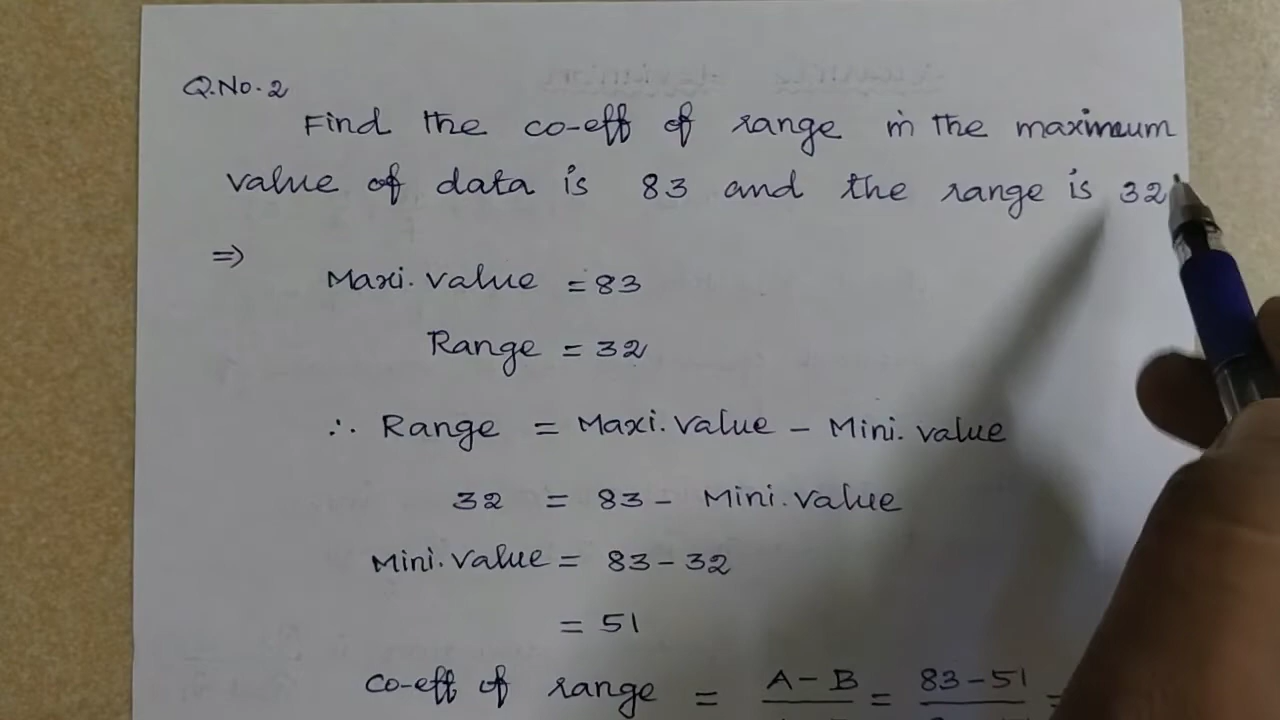 Q.No.2
Find the co-eff of range in the maximum
value of data is 83 and the range is 32
⇒
Maxi. value = 83
Range = 32
∴ Range = Maxi. value - Mini. value
32 = 83 - Mini. value
Mini. value = 83 - 32
= 51
co-eff of range = A - B = 83 - 51 =